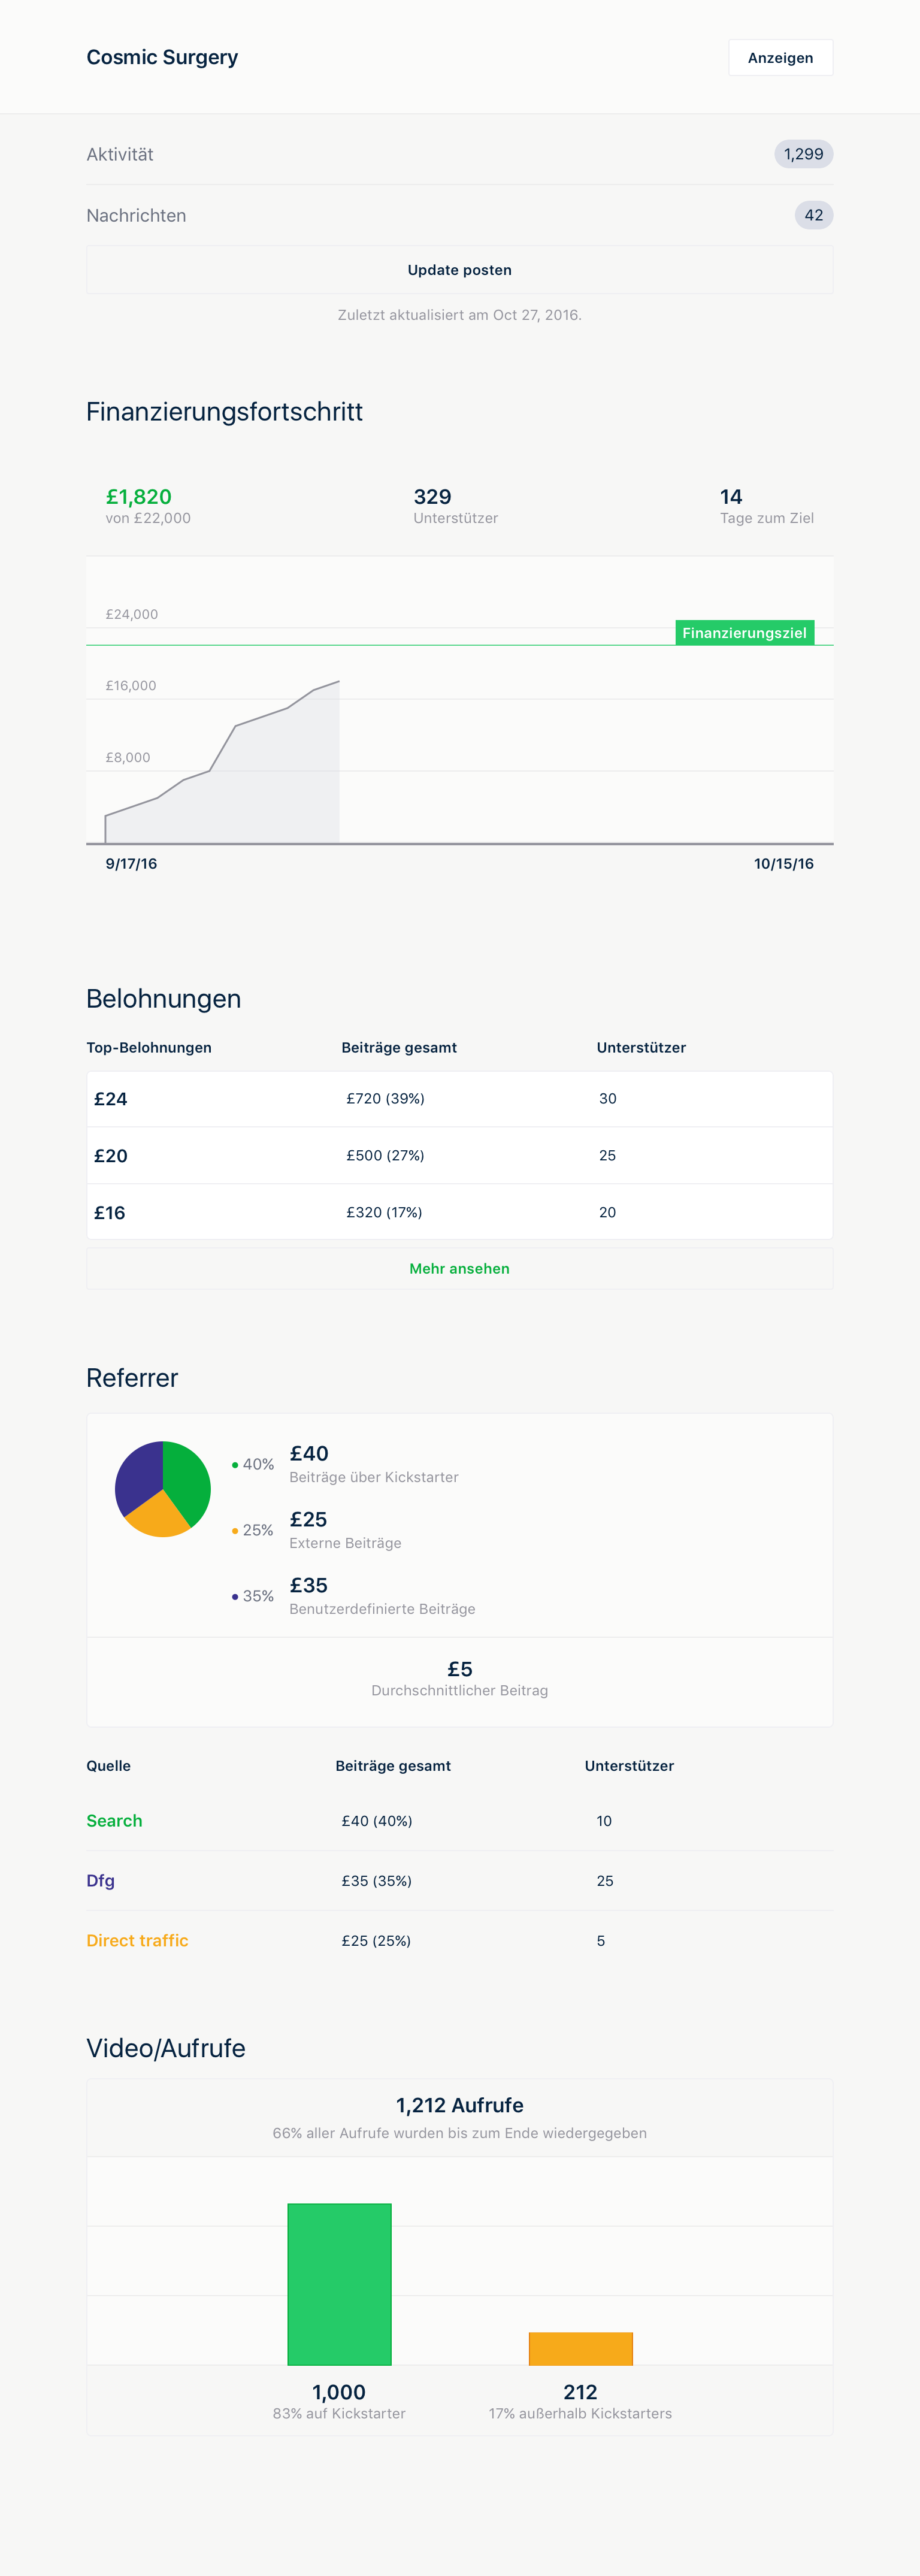 Cosmic Surgery
Anzeigen
Aktivität
1,299
Nachrichten
42
Update posten
Zuletzt aktualisiert am Oct 27, 2016.
Finanzierungsfortschritt
£1,820
von £22,000
329
Unterstützer
14
Tage zum Ziel
£24,000
Finanzierungsziel
£16,000
£8,000
9/17/16
10/15/16
Belohnungen
Top-Belohnungen Beiträge gesamt Unterstützer
£24 £720 (39%) 30
£20 £500 (27%) 25
£16 £320 (17%) 20
Mehr ansehen
Referrer
40% £40
Beiträge über Kickstarter
25% £25
Externe Beiträge
35% £35
Benutzerdefinierte Beiträge
£5
Durchschnittlicher Beitrag
Quelle Beiträge gesamt Unterstützer
Search £40 (40%) 10
Dfg £35 (35%) 25
Direct traffic £25 (25%) 5
Video/Aufrufe
1,212 Aufrufe
66% aller Aufrufe wurden bis zum Ende wiedergegeben
1,000
83% auf Kickstarter
212
17% außerhalb Kickstarters